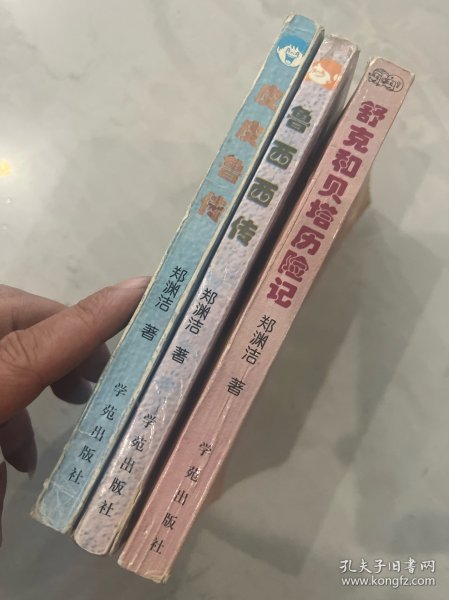 皮皮鲁传
郑渊洁 著
学苑出版社
鲁西西传
郑渊洁 著
学苑出版社
舒克和贝塔历险记
郑渊洁 著
学苑出版社
孔夫子旧书网
www.kongfz.com